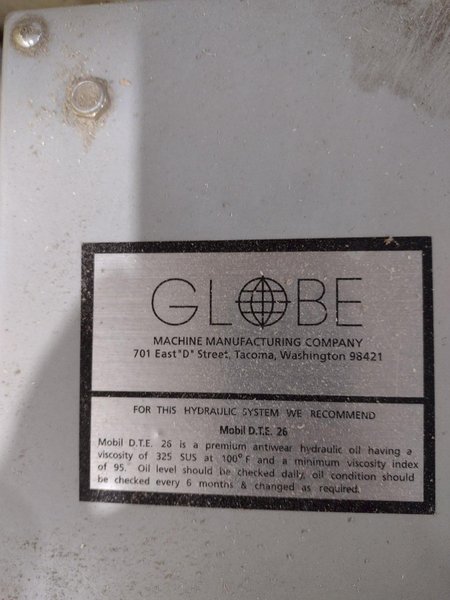 GLOBE
MACHINE MANUFACTURING COMPANY
701 East "D" Street, Tacoma, Washington 98421
FOR THIS HYDRAULIC SYSTEM WE RECOMMEND
Mobil D.T.E. 26
Mobil D.T.E. 26 is a premium antiwear hydraulic oil having a
viscosity of 325 SUS at 100° F and a minimum viscosity index
of 95. Oil level should be checked daily, oil condition should
be checked every 6 months & changed as required.